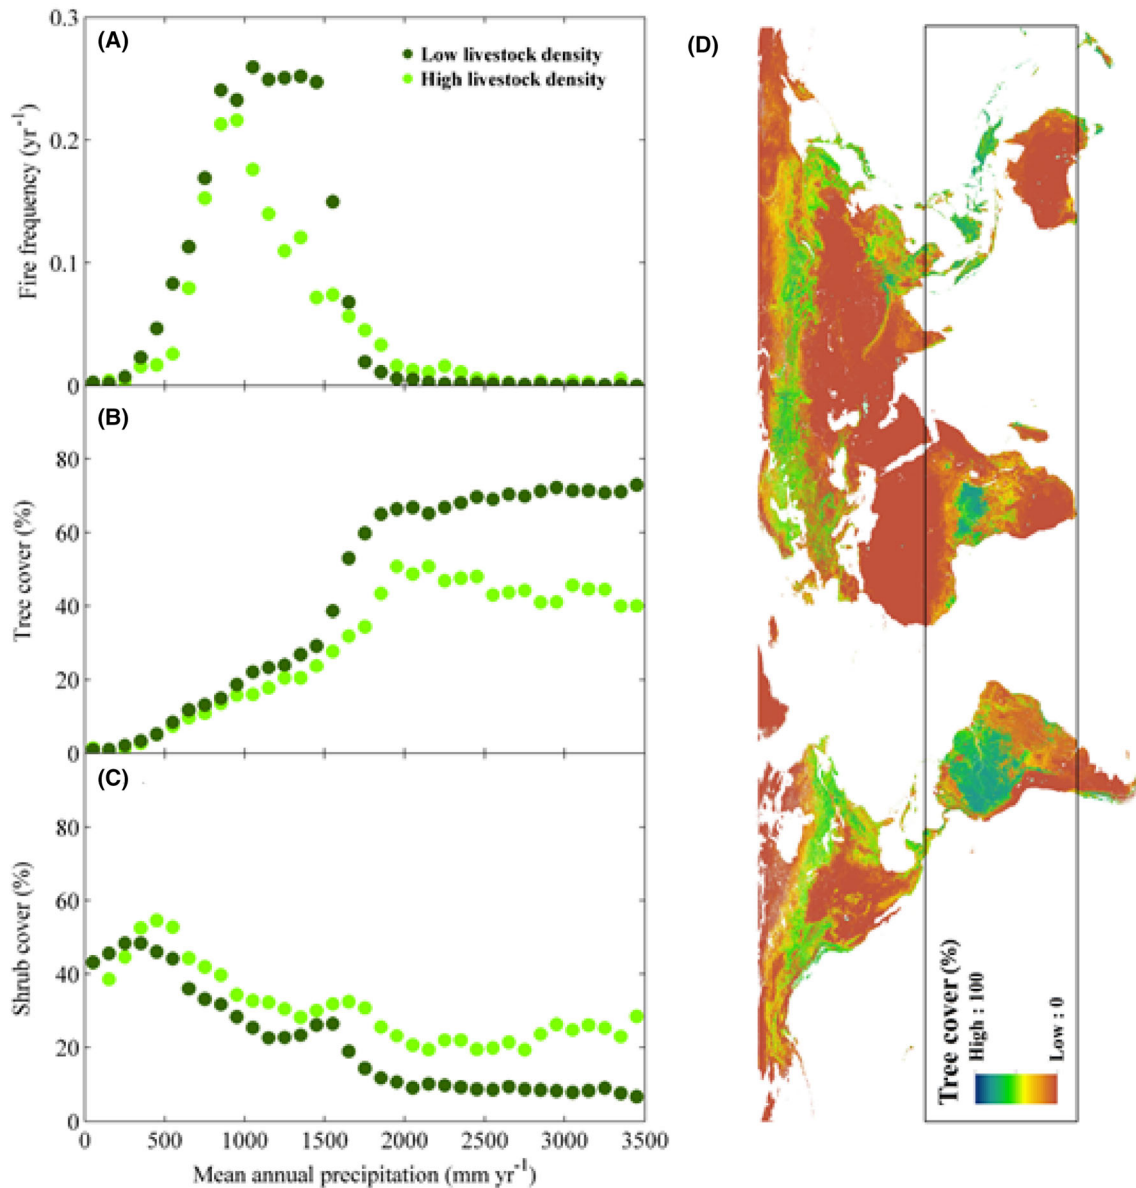 (A)
Low livestock density
High livestock density
0.3
0.2
0.1
0
Fire frequency (yr-1)
(B)
80
60
40
20
0
Tree cover (%)
(C)
80
60
40
20
0
Shrub cover (%)
0 500 1000 1500 2000 2500 3000 3500
Mean annual precipitation (mm yr-1)
(D)
Tree cover (%)
High : 100
Low : 0